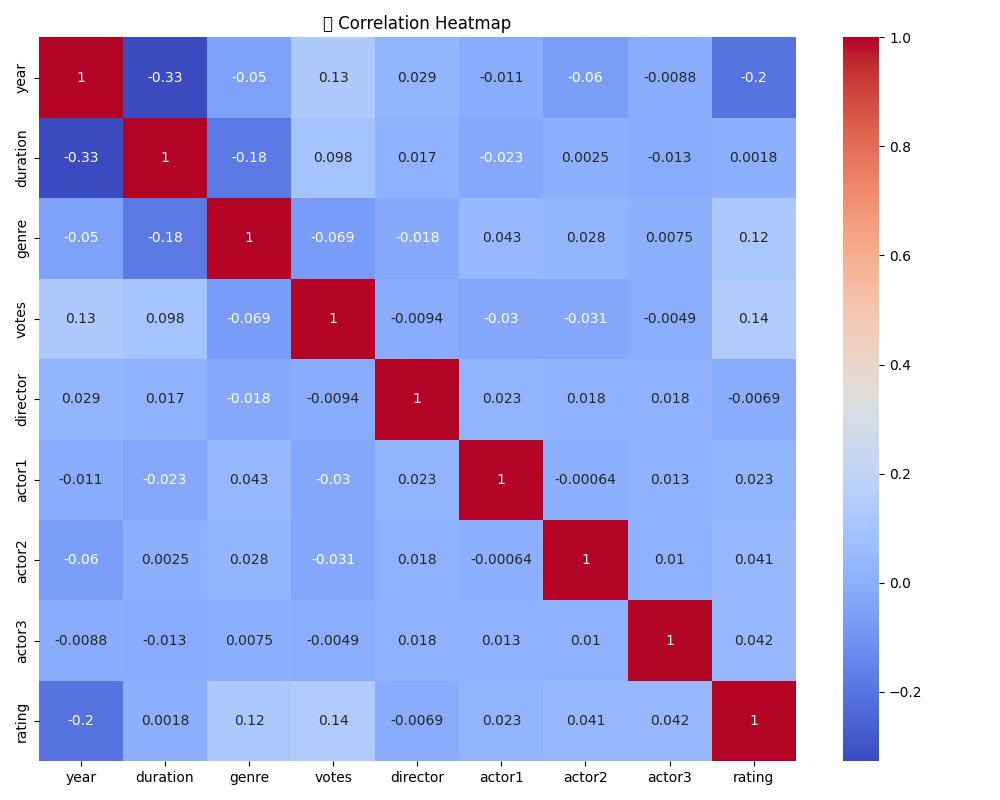 ▯ Correlation Heatmap
year 1 -0.33 -0.05 0.13 0.029 -0.011 -0.06 -0.0088 -0.2
duration -0.33 1 -0.18 0.098 0.017 -0.023 0.0025 -0.013 0.0018
genre -0.05 -0.18 1 -0.069 -0.018 0.043 0.028 0.0075 0.12
votes 0.13 0.098 -0.069 1 -0.0094 -0.03 -0.031 -0.0049 0.14
director 0.029 0.017 -0.018 -0.0094 1 0.023 0.018 0.018 -0.0069
actor1 -0.011 -0.023 0.043 -0.03 0.023 1 -0.00064 0.013 0.023
actor2 -0.06 0.0025 0.028 -0.031 0.018 -0.00064 1 0.01 0.041
actor3 -0.0088 -0.013 0.0075 -0.0049 0.018 0.013 0.01 1 0.042
rating -0.2 0.0018 0.12 0.14 -0.0069 0.023 0.041 0.042 1
year duration genre votes director actor1 actor2 actor3 rating
1.0
0.8
0.6
0.4
0.2
0.0
−0.2